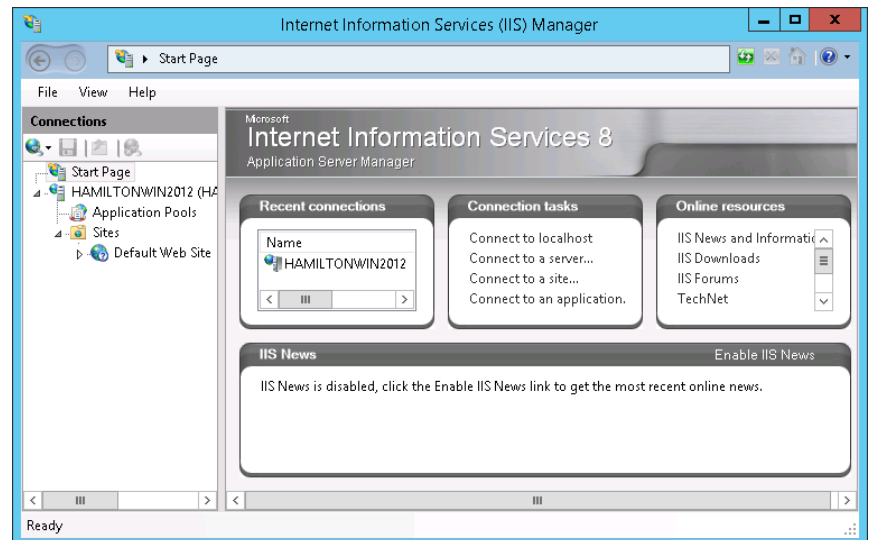 Internet Information Services (IIS) Manager
Start Page
File View Help
Connections
Start Page
HAMILTONWIN2012 (HA
Application Pools
Sites
Default Web Site
Microsoft
Internet Information Services 8
Application Server Manager
Recent connections
Name
HAMILTONWIN2012
Connection tasks
Connect to localhost
Connect to a server...
Connect to a site...
Connect to an application.
Online resources
IIS News and Informatic
IIS Downloads
IIS Forums
TechNet
IIS News
Enable IIS News
IIS News is disabled, click the Enable IIS News link to get the most recent online news.
Ready